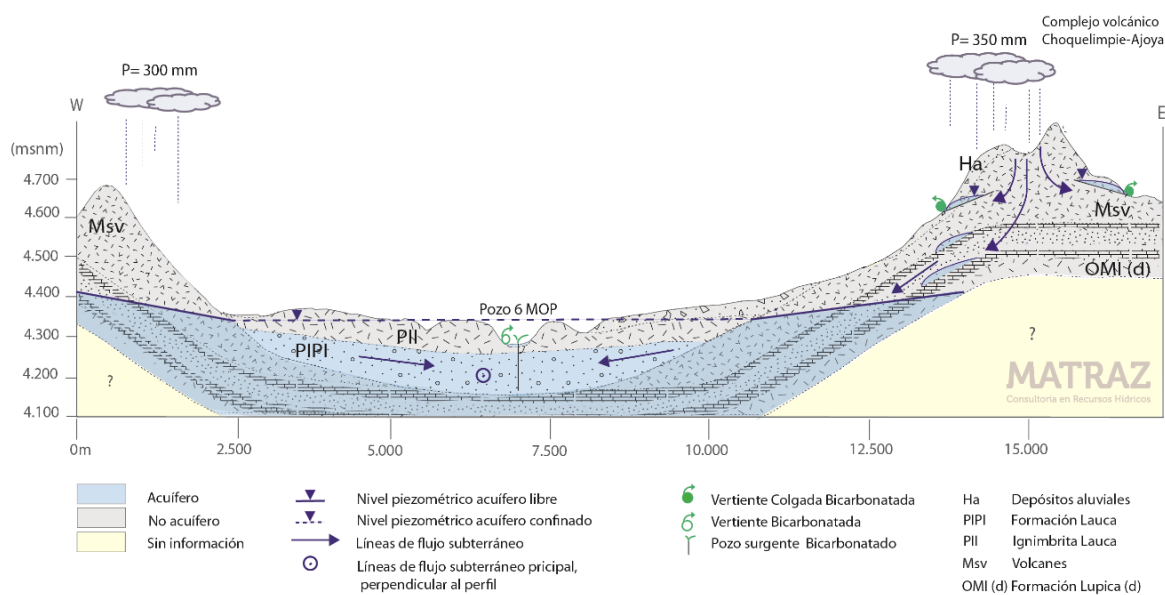 Complejo volcánico
Choquelimpie-Ajoya
P= 300 mm
P= 350 mm
W
E
(msnm)
4.700
4.600
4.500
4.400
4.300
4.200
4.100
Msv
Ha
Msv
OMI (d)
Pozo 6 MOP
PII
PIPI
?
?
MATRAZ
Consultoría en Recursos Hídricos
0m
2.500
5.000
7.500
10.000
12.500
15.000
Acuífero
No acuífero
Sin información
Nivel piezométrico acuífero libre
Nivel piezométrico acuífero confinado
Líneas de flujo subterráneo
Líneas de flujo subterráneo pricipal,
perpendicular al perfil
Vertiente Colgada Bicarbonatada
Vertiente Bicarbonatada
Pozo surgente Bicarbonatado
Ha Depósitos aluviales
PIPI Formación Lauca
PII Ignimbrita Lauca
Msv Volcanes
OMI (d) Formación Lupica (d)